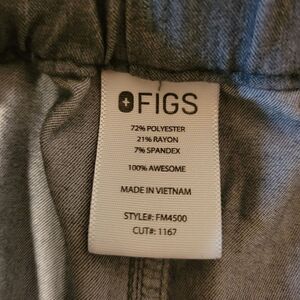 FIGS
72% POLYESTER
21% RAYON
7% SPANDEX
100% AWESOME
MADE IN VIETNAM
STYLE#: FM4500
CUT#: 1167